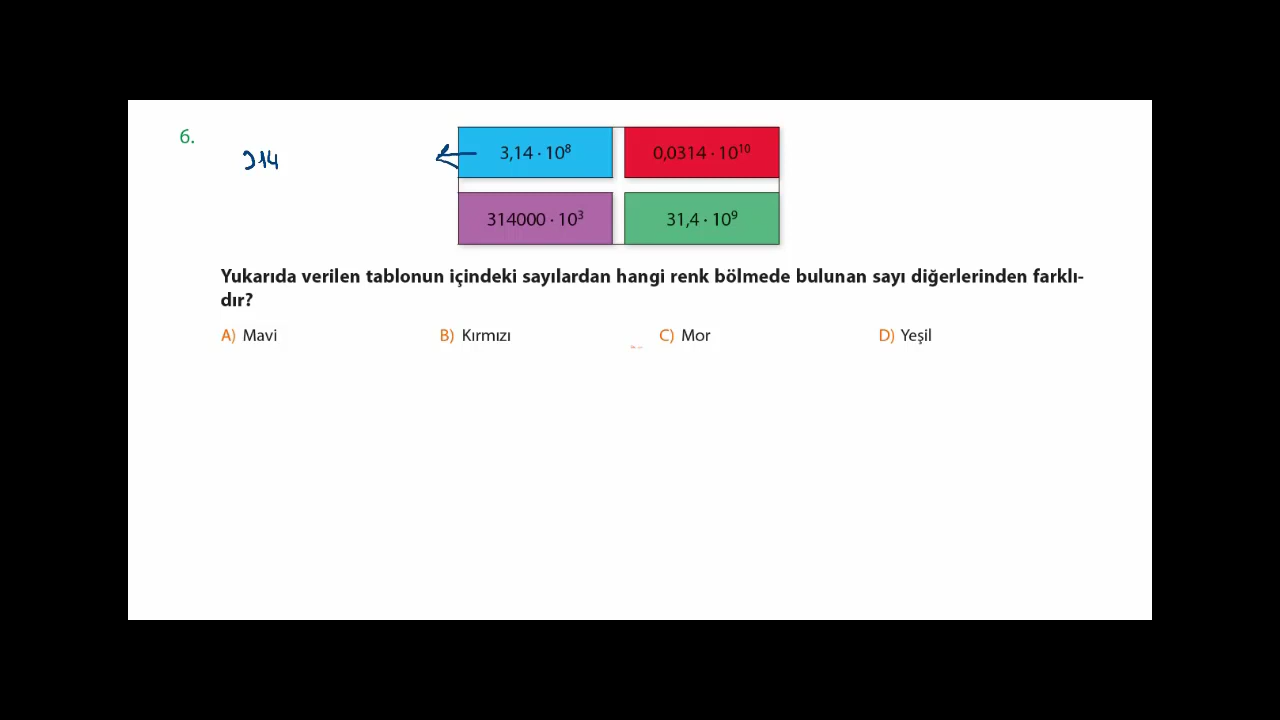 6.
314
3,14 · 10⁸
0,0314 · 10¹⁰
314000 · 10³
31,4 · 10⁹
Yukarıda verilen tablonun içindeki sayılardan hangi renk bölmede bulunan sayı diğerlerinden farklı-
dır?
A) Mavi
B) Kırmızı
C) Mor
D) Yeşil